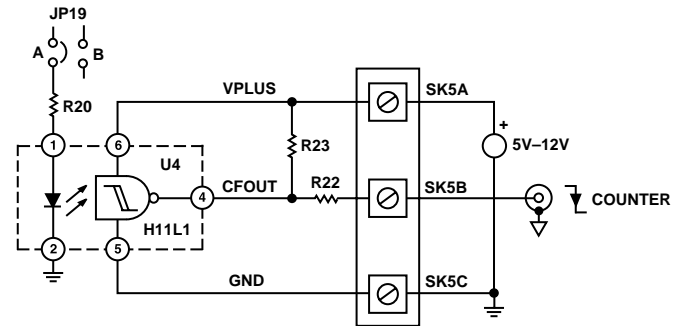 JP19
A
B
R20
VPLUS
SK5A
+
1
6
U4
R23
5V–12V
4
CFOUT
R22
SK5B
COUNTER
H11L1
2
5
GND
SK5C